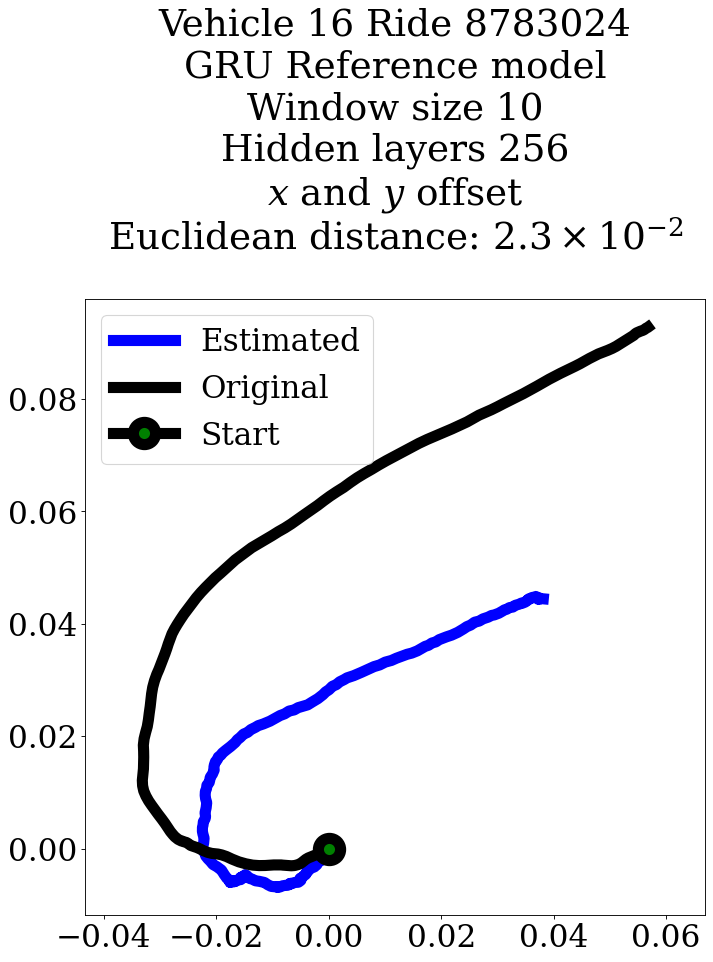 Vehicle 16 Ride 8783024
GRU Reference model
Window size 10
Hidden layers 256
x and y offset
Euclidean distance: 2.3 × 10⁻²
Estimated
Original
Start
0.08
0.06
0.04
0.02
0.00
−0.04 −0.02 0.00 0.02 0.04 0.06